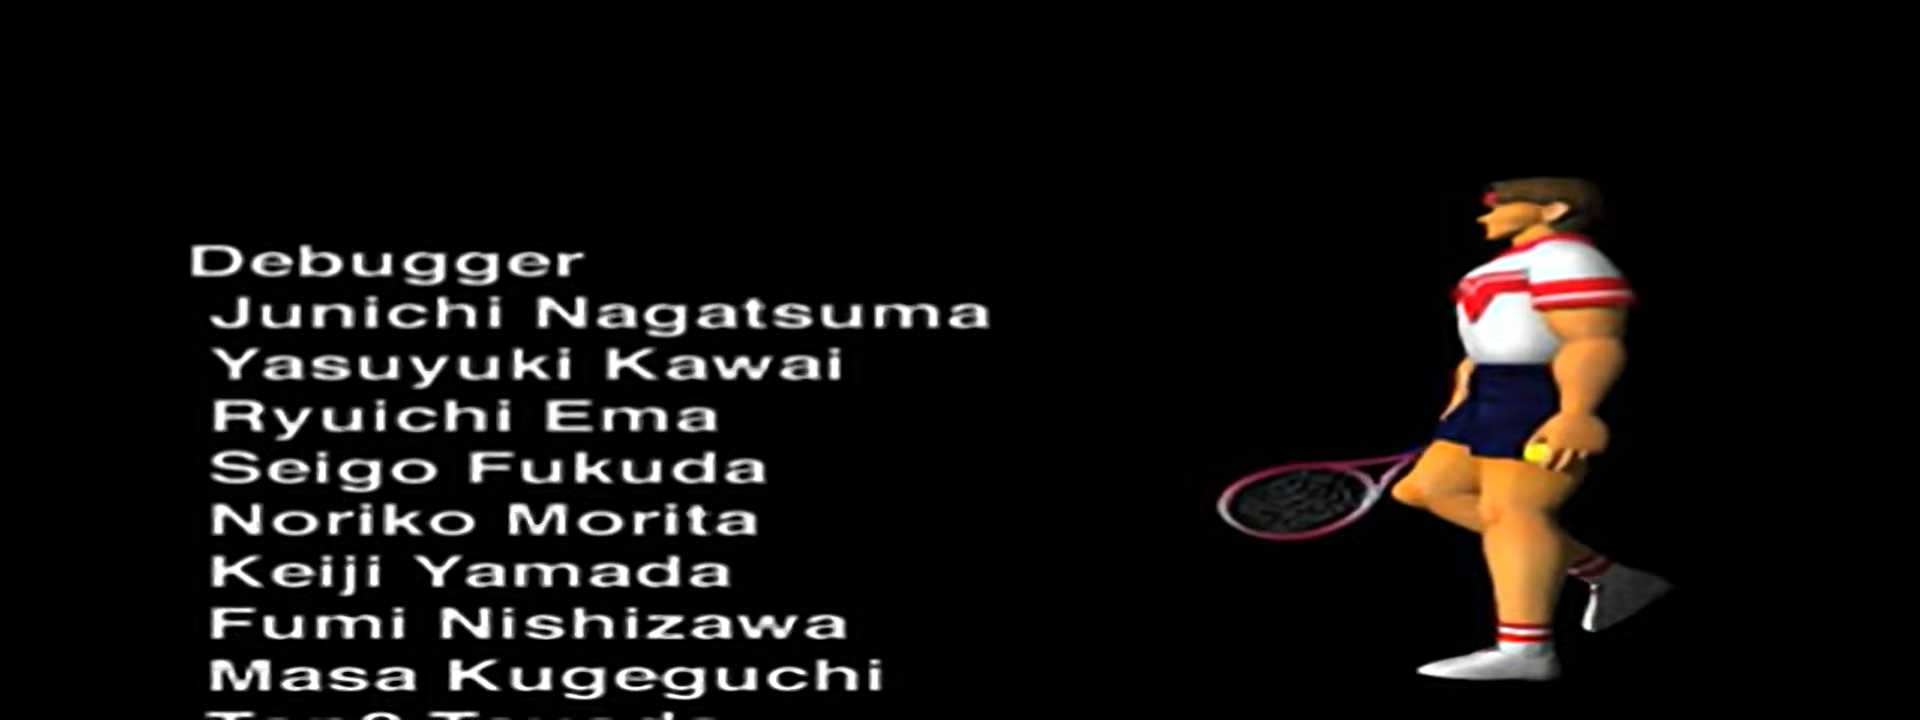 Debugger
Junichi Nagatsuma
Yasuyuki Kawai
Ryuichi Ema
Seigo Fukuda
Noriko Morita
Keiji Yamada
Fumi Nishizawa
Masa Kugeguchi